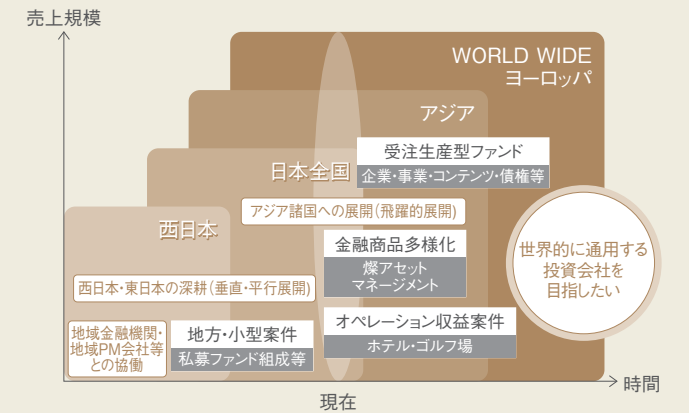 売上規模
WORLD WIDE
ヨーロッパ
アジア
受注生産型ファンド
企業・事業・コンテンツ・債権等
日本全国
アジア諸国への展開(飛躍的展開)
西日本
金融商品多様化
燦アセット
マネージメント
世界的に通用する
投資会社を
目指したい
西日本・東日本の深耕(垂直・平行展開)
地域金融機関・
地域PM会社等
との協働
地方・小型案件
私募ファンド組成等
オペレーション収益案件
ホテル・ゴルフ場
時間
現在